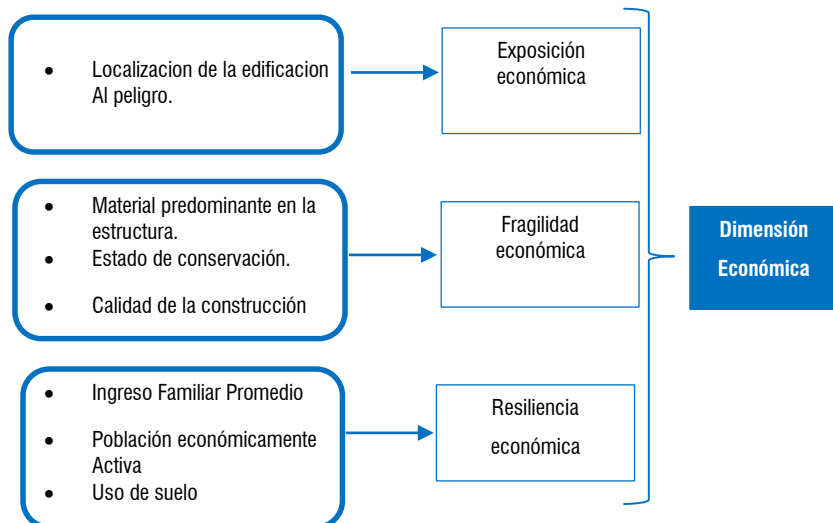 • Localizacion de la edificacion
Al peligro.
Exposición
económica
• Material predominante en la
estructura.
• Estado de conservación.
• Calidad de la construcción
Fragilidad
económica
• Ingreso Familiar Promedio
• Población económicamente
Activa
• Uso de suelo
Resiliencia
económica
Dimensión
Económica